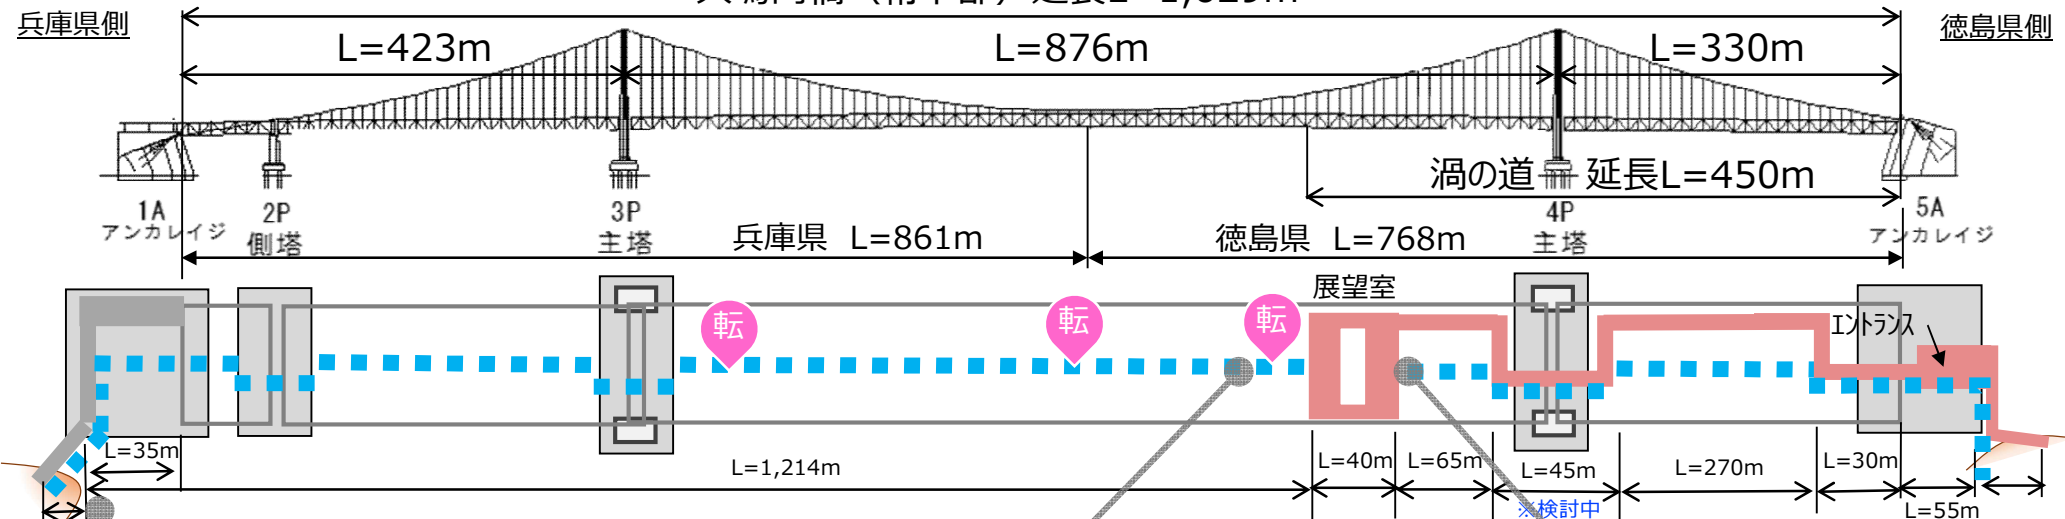 兵庫県側
徳島県側
L=423m
L=876m
L=330m
渦の道 延長L=450m
1A
アンカレイジ
2P
側塔
3P
主塔
4P
主塔
5A
アンカレイジ
兵庫県 L=861m
徳島県 L=768m
展望室
転
転
転
エントランス
L=35m
L=1,214m
L=40m
L=65m
L=45m
L=270m
L=30m
L=55m
※検討中